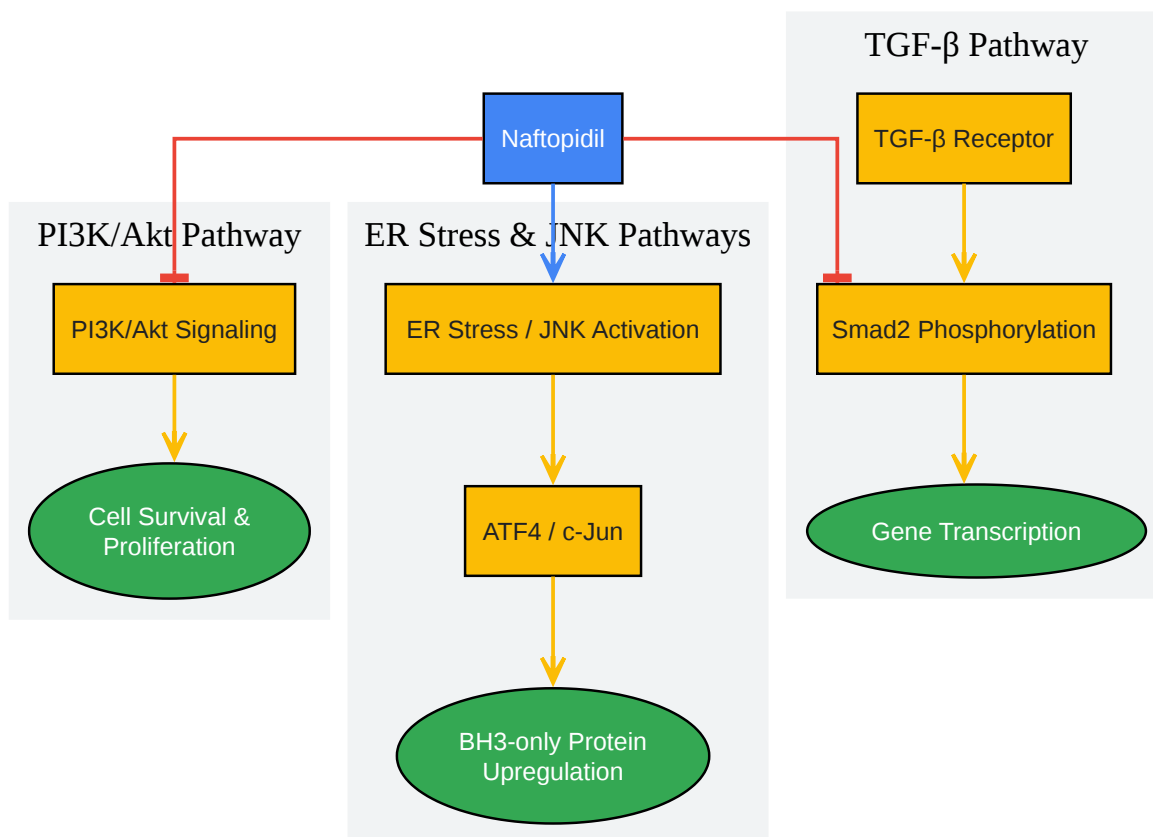 TGF-β Pathway
Naftopidil
TGF-β Receptor
PI3K/Akt Pathway
ER Stress & JNK Pathways
PI3K/Akt Signaling
ER Stress / JNK Activation
Smad2 Phosphorylation
Cell Survival &
Proliferation
ATF4 / c-Jun
Gene Transcription
BH3-only Protein
Upregulation